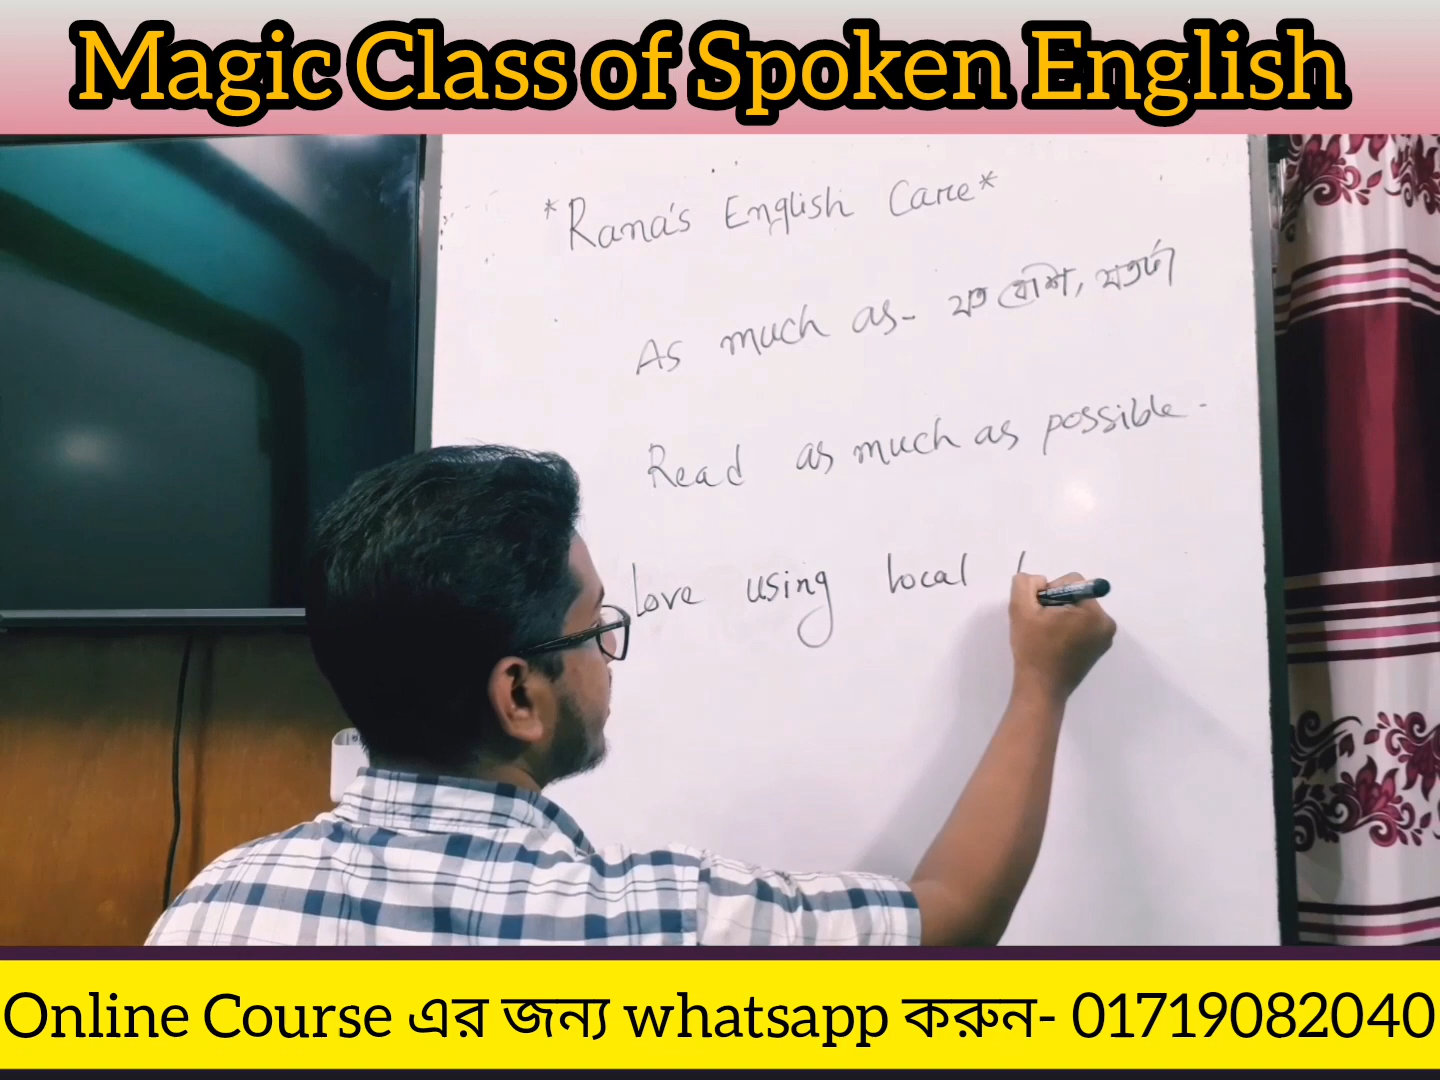 Magic Class of Spoken English
*Rana's English Care*
As much as - যত বেশি, যতটা
Read as much as possible.
love using local
Online Course এর জন্য whatsapp করুন- 01719082040